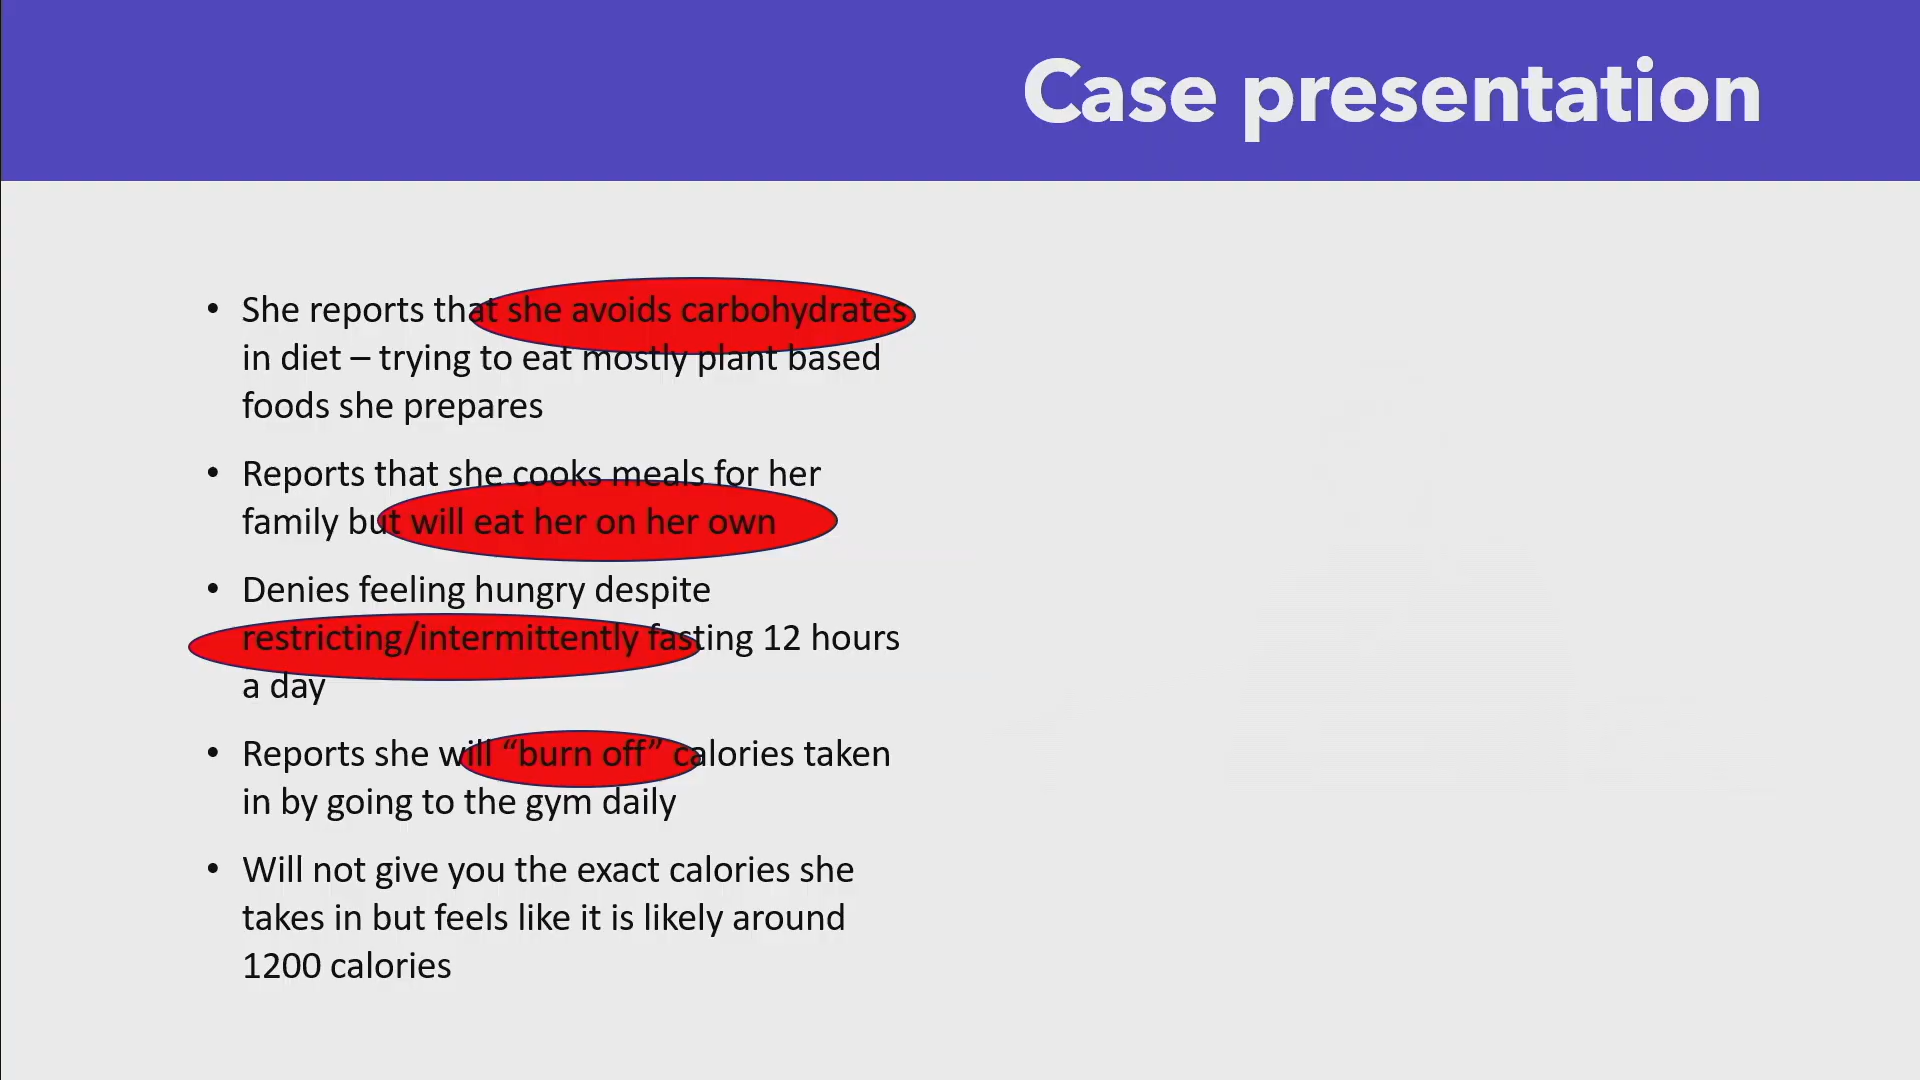 Case presentation
• She reports that she avoids carbohydrates
in diet – trying to eat mostly plant based
foods she prepares
• Reports that she cooks meals for her
family but will eat her on her own
• Denies feeling hungry despite
restricting/intermittently fasting 12 hours
a day
• Reports she will “burn off” calories taken
in by going to the gym daily
• Will not give you the exact calories she
takes in but feels like it is likely around
1200 calories